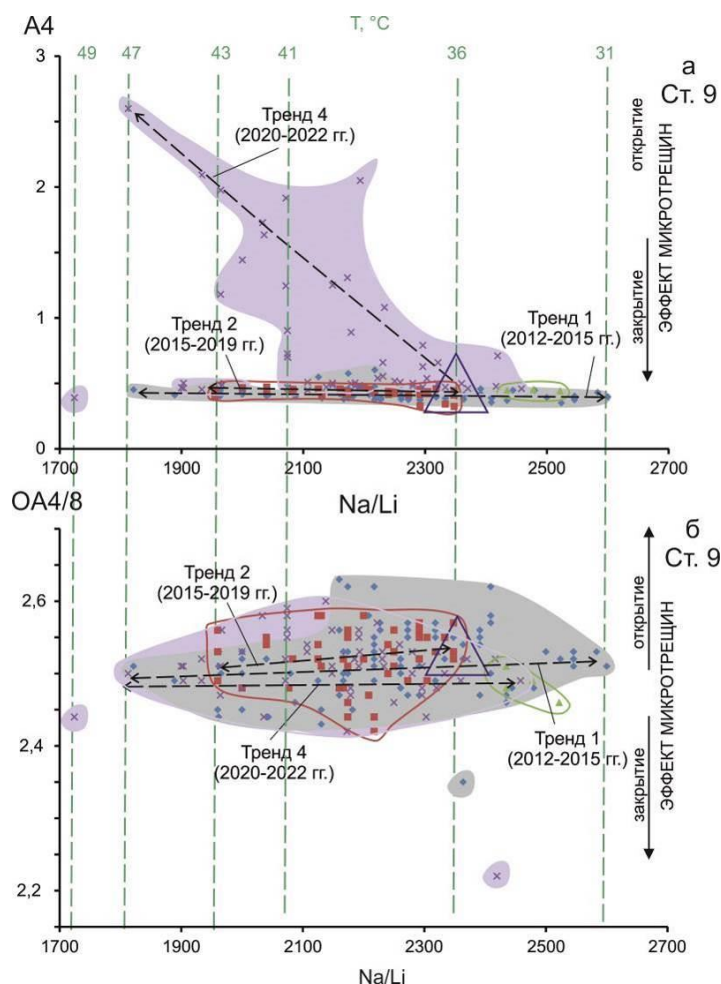 A4
T, °C
49 47 43 41 36 31
а
Ст. 9
3
2
1
0
Тренд 4
(2020-2022 гг.)
Тренд 2
(2015-2019 гг.)
Тренд 1
(2012-2015 гг.)
открытие
ЭФФЕКТ МИКРОТРЕЩИН
закрытие
1700 1900 2100 2300 2500 2700
Na/Li
OA4/8
б
Ст. 9
2,6
2,4
2,2
Тренд 2
(2015-2019 гг.)
Тренд 4
(2020-2022 гг.)
Тренд 1
(2012-2015 гг.)
открытие
ЭФФЕКТ МИКРОТРЕЩИН
закрытие
1700 1900 2100 2300 2500 2700
Na/Li